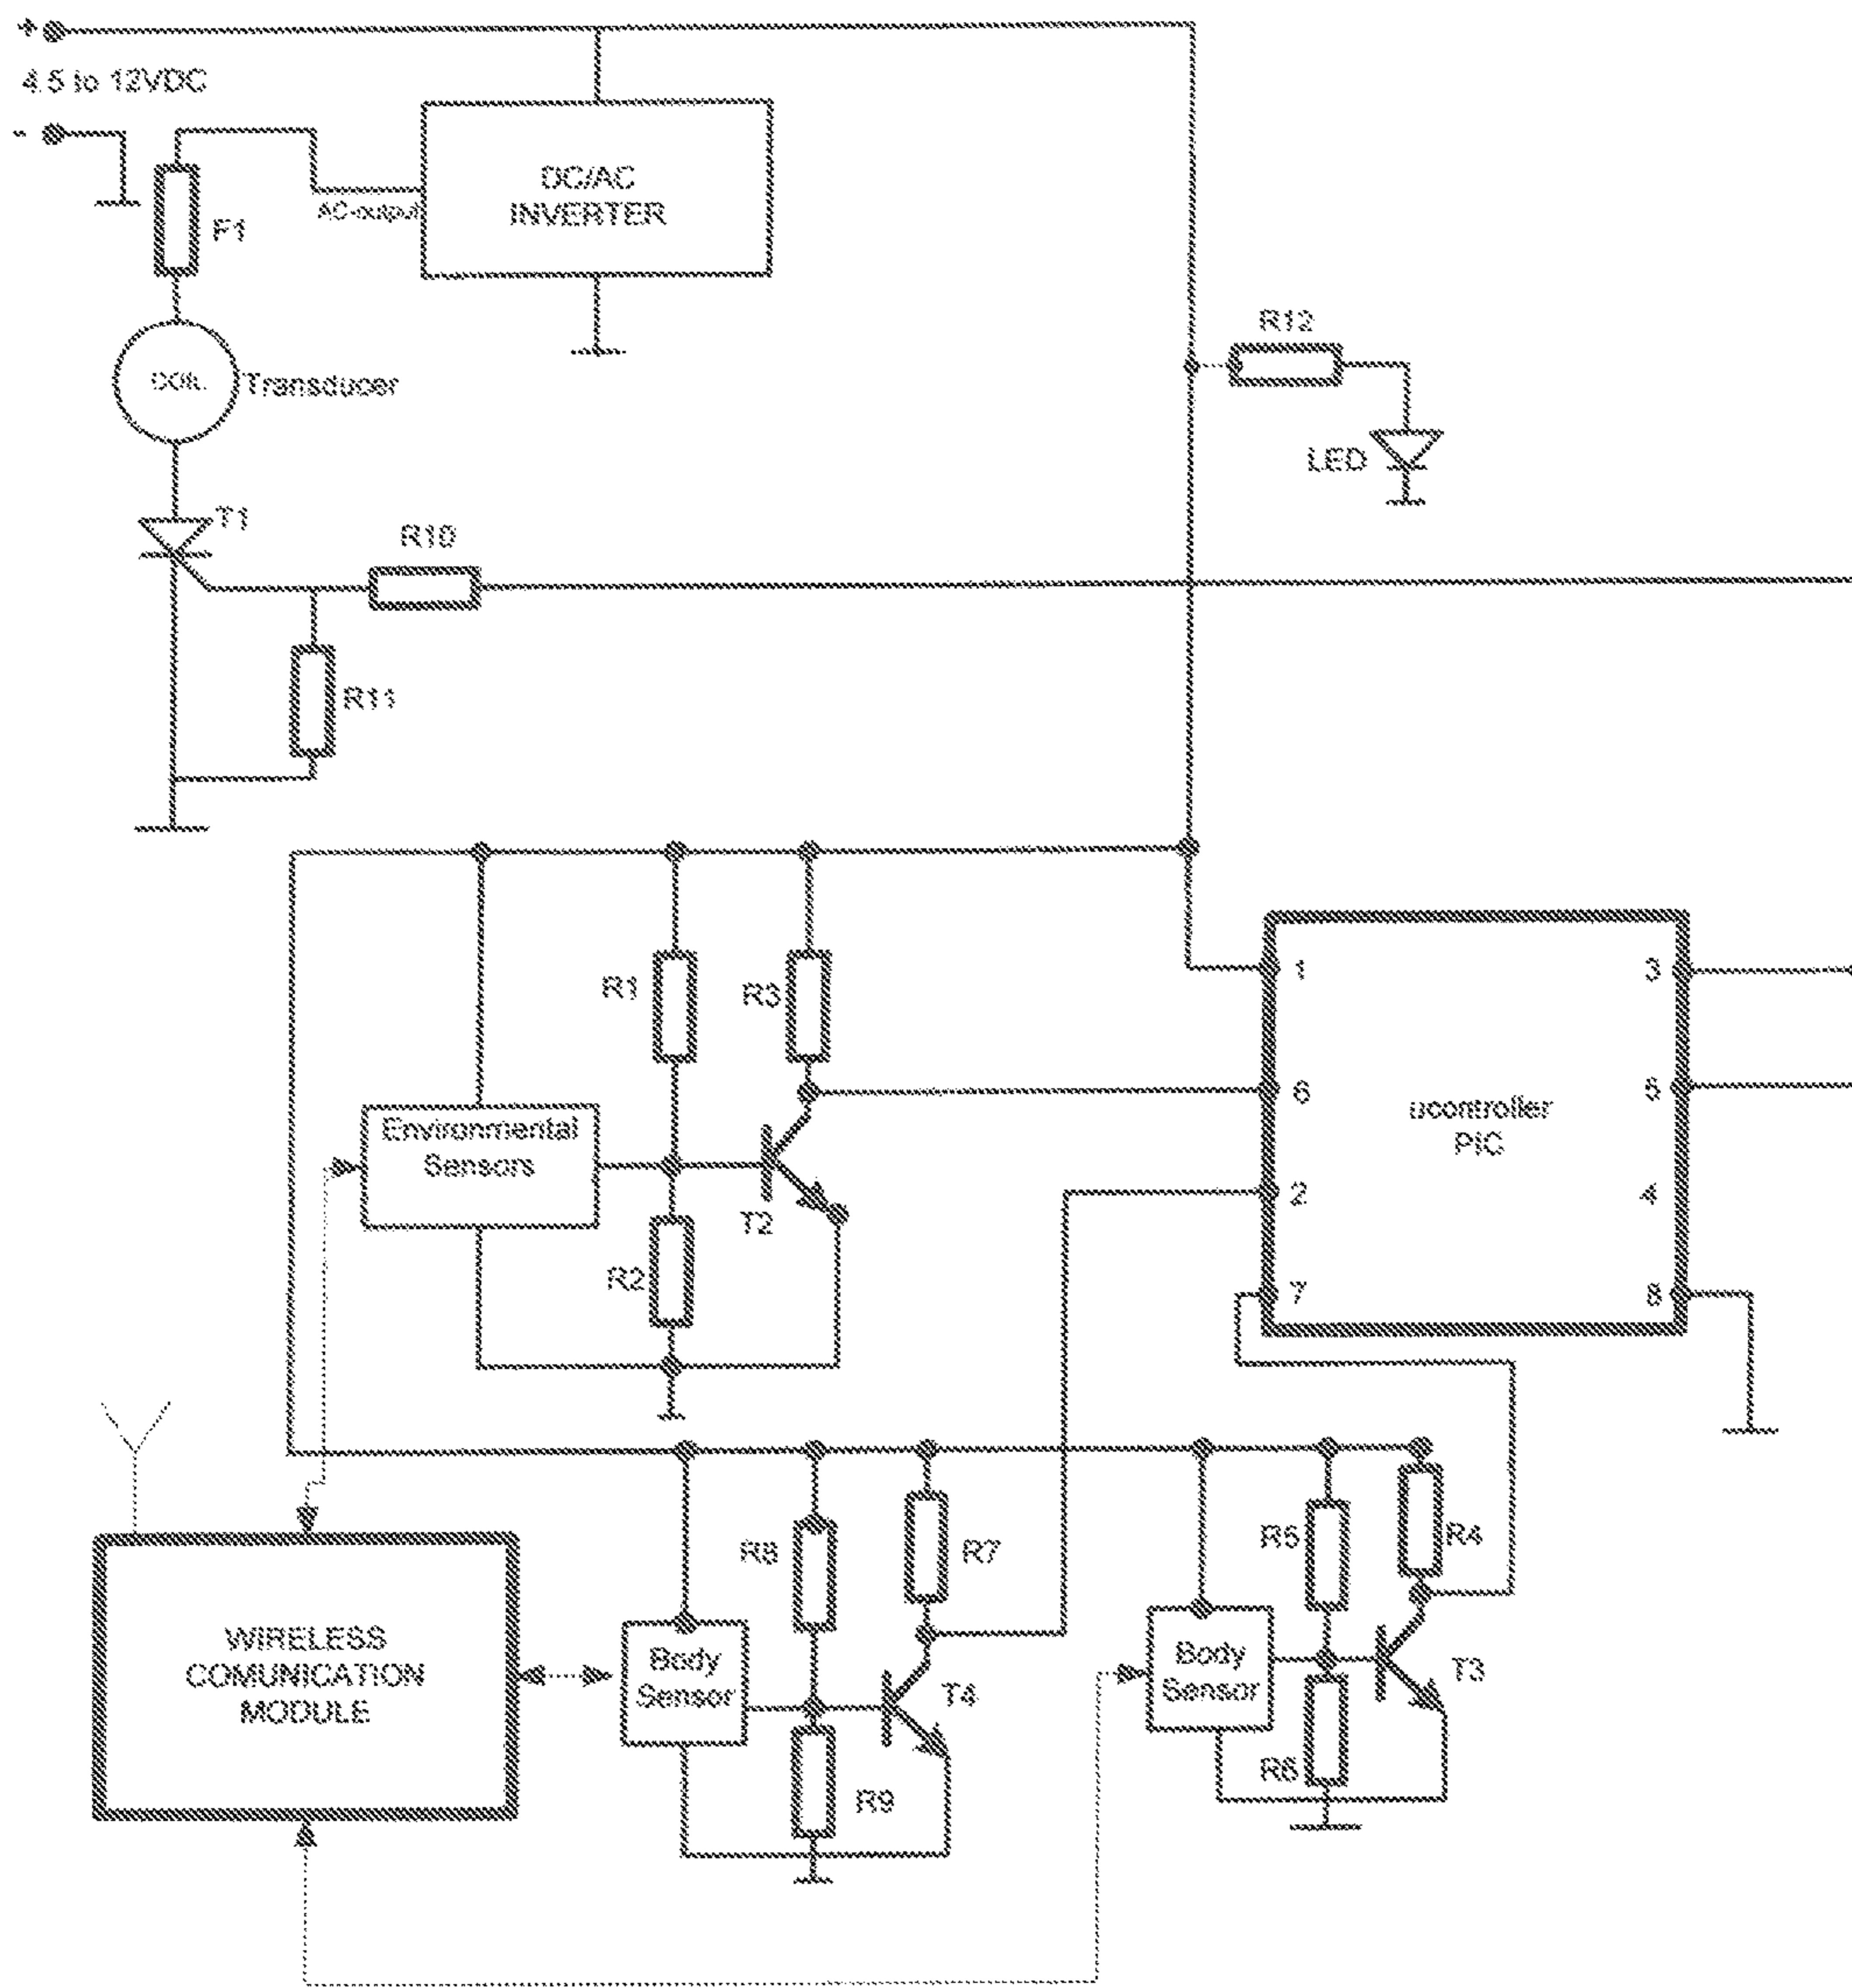 +
4.5 to 12VDC
-
DC/AC
INVERTER
AC-output
F1
COIL
Transducer
R12
LED
T1
R10
R11
R1
R3
1
3
6
5
ucontroller
PIC
Environmental
Sensors
2
4
T2
R2
7
8
R8
R7
R5
R4
WIRELESS
COMUNICATION
MODULE
Body
Sensor
T4
Body
Sensor
T3
R6
R9